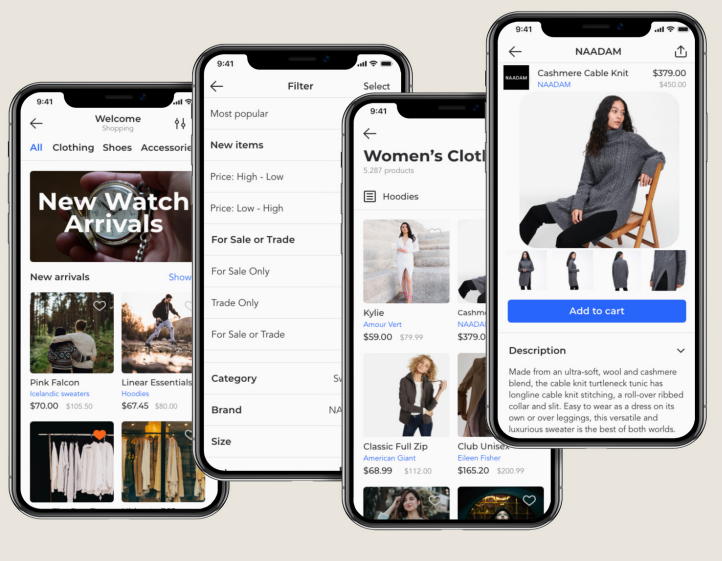 9:41
Welcome
Shopping
All Clothing Shoes Accessorie
New Watch
Arrivals
New arrivals
Show
Pink Falcon
Icelandic sweaters
$70.00 $105.50
Linear Essentials
Hoodies
$67.45 $80.00
9:41
Filter
Select
Most popular
New items
Price: High - Low
Price: Low - High
For Sale or Trade
For Sale Only
Trade Only
For Sale or Trade
Category
Sw
Brand
NA
Size
9:41
Women's Cloth
5.287 products
Hoodies
Kylie
Amour Vert
$59.00 $79.99
Cashm
NAADA
$379.0
Classic Full Zip
American Giant
$68.99 $112.00
Club Unisex
Eileen Fisher
$165.20 $200.99
9:41
NAADAM
NAADAM
Cashmere Cable Knit
$379.00
NAADAM
$450.00
Add to cart
Description
Made from an ultra-soft, wool and cashmere
blend, the cable knit turtleneck tunic has
longline cable knit stitching, a roll-over ribbed
collar and slit. Easy to wear as a dress on its
own or over leggings, this versatile and
luxurious sweater is the best of both worlds.